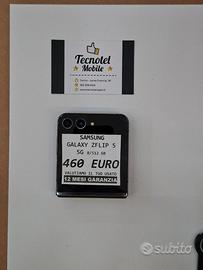 Tecnotel
Mobile
SAMSUNG
GALAXY ZFLIP 5
5G 8/512 GB
460 EURO
VALUTIAMO IL TUO USATO
12 MESI GARANZIA
subito